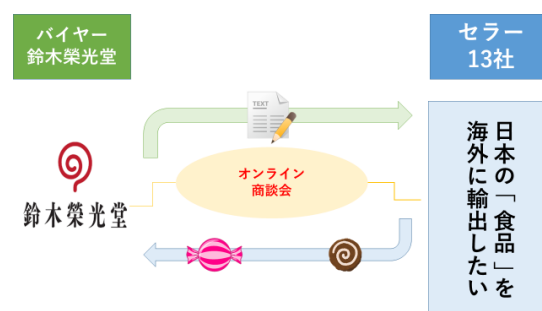 バイヤー
鈴木榮光堂
セラー
13社
TEXT
オンライン
商談会
鈴木榮光堂
日本の「食品」を
海外に輸出したい